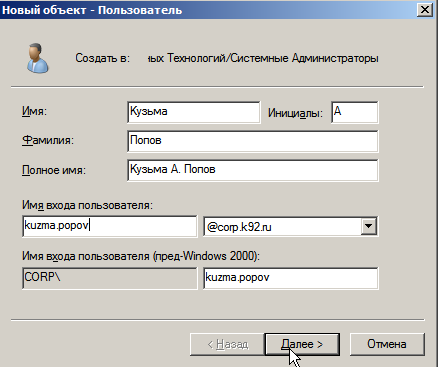 Новый объект - Пользователь
Создать в: ных Технологий/Системные Администраторы
Имя: Кузьма Инициалы: А
Фамилия: Попов
Полное имя: Кузьма А. Попов
Имя входа пользователя:
kuzma.popov @corp.k92.ru
Имя входа пользователя (пред-Windows 2000):
CORP\ kuzma.popov
< Назад Далее > Отмена